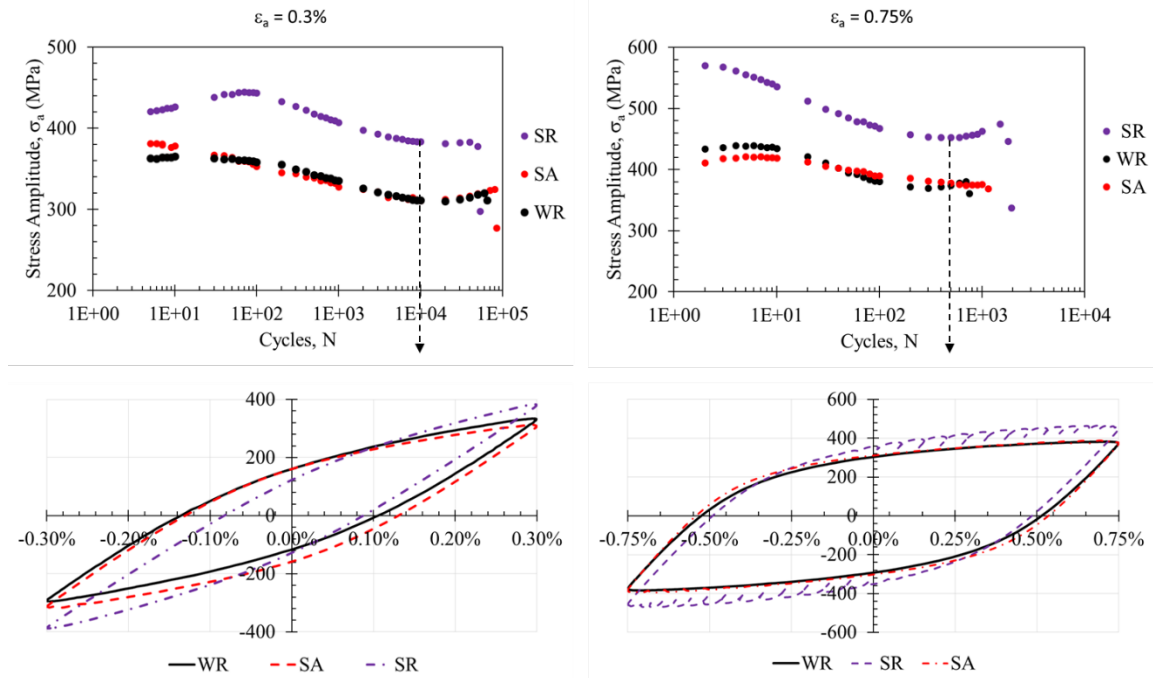 εa = 0.3%
Stress Amplitude, σa (MPa)
500
400
300
200
1E+00 1E+01 1E+02 1E+03 1E+04 1E+05
Cycles, N
SR
SA
WR
εa = 0.75%
Stress Amplitude, σa (MPa)
600
500
400
300
200
1E+00 1E+01 1E+02 1E+03 1E+04
Cycles, N
SR
WR
SA
400
200
0
-0.30% -0.20% -0.10% 0.00% 0.10% 0.20% 0.30%
-200
-400
WR SA SR
600
400
200
0
-0.75% -0.50% -0.25% 0.00% 0.25% 0.50% 0.75%
-200
-400
-600
WR SR SA